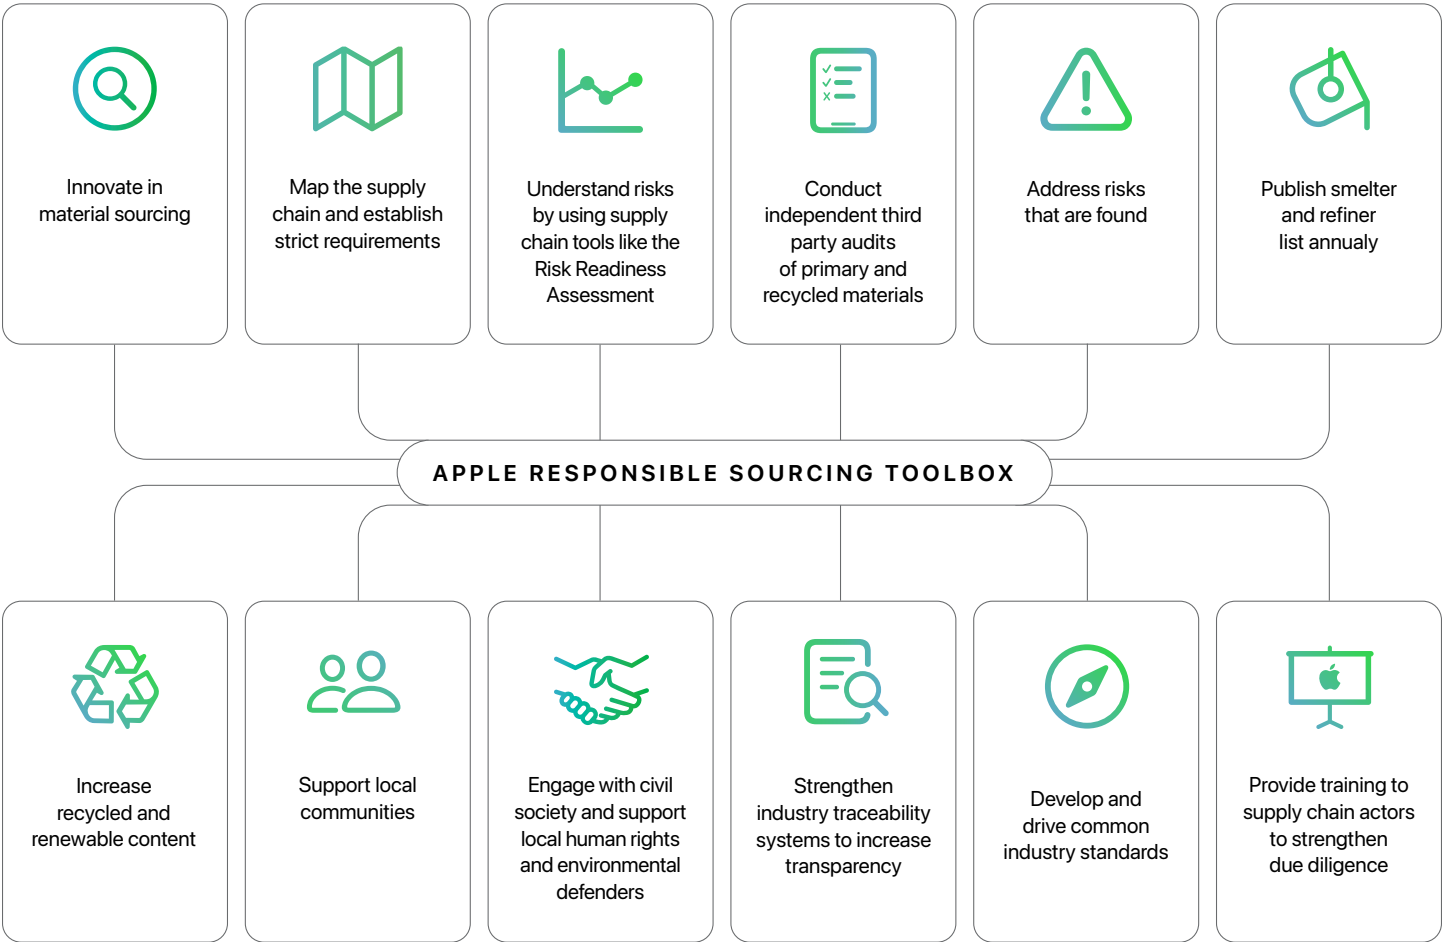 Innovate in
material sourcing
Map the supply
chain and establish
strict requirements
Understand risks
by using supply
chain tools like the
Risk Readiness
Assessment
Conduct
independent third
party audits
of primary and
recycled materials
Address risks
that are found
Publish smelter
and refiner
list annualy
APPLE RESPONSIBLE SOURCING TOOLBOX
Increase
recycled and
renewable content
Support local
communities
Engage with civil
society and support
local human rights
and environmental
defenders
Strengthen
industry traceability
systems to increase
transparency
Develop and
drive common
industry standards
Provide training to
supply chain actors
to strengthen
due diligence